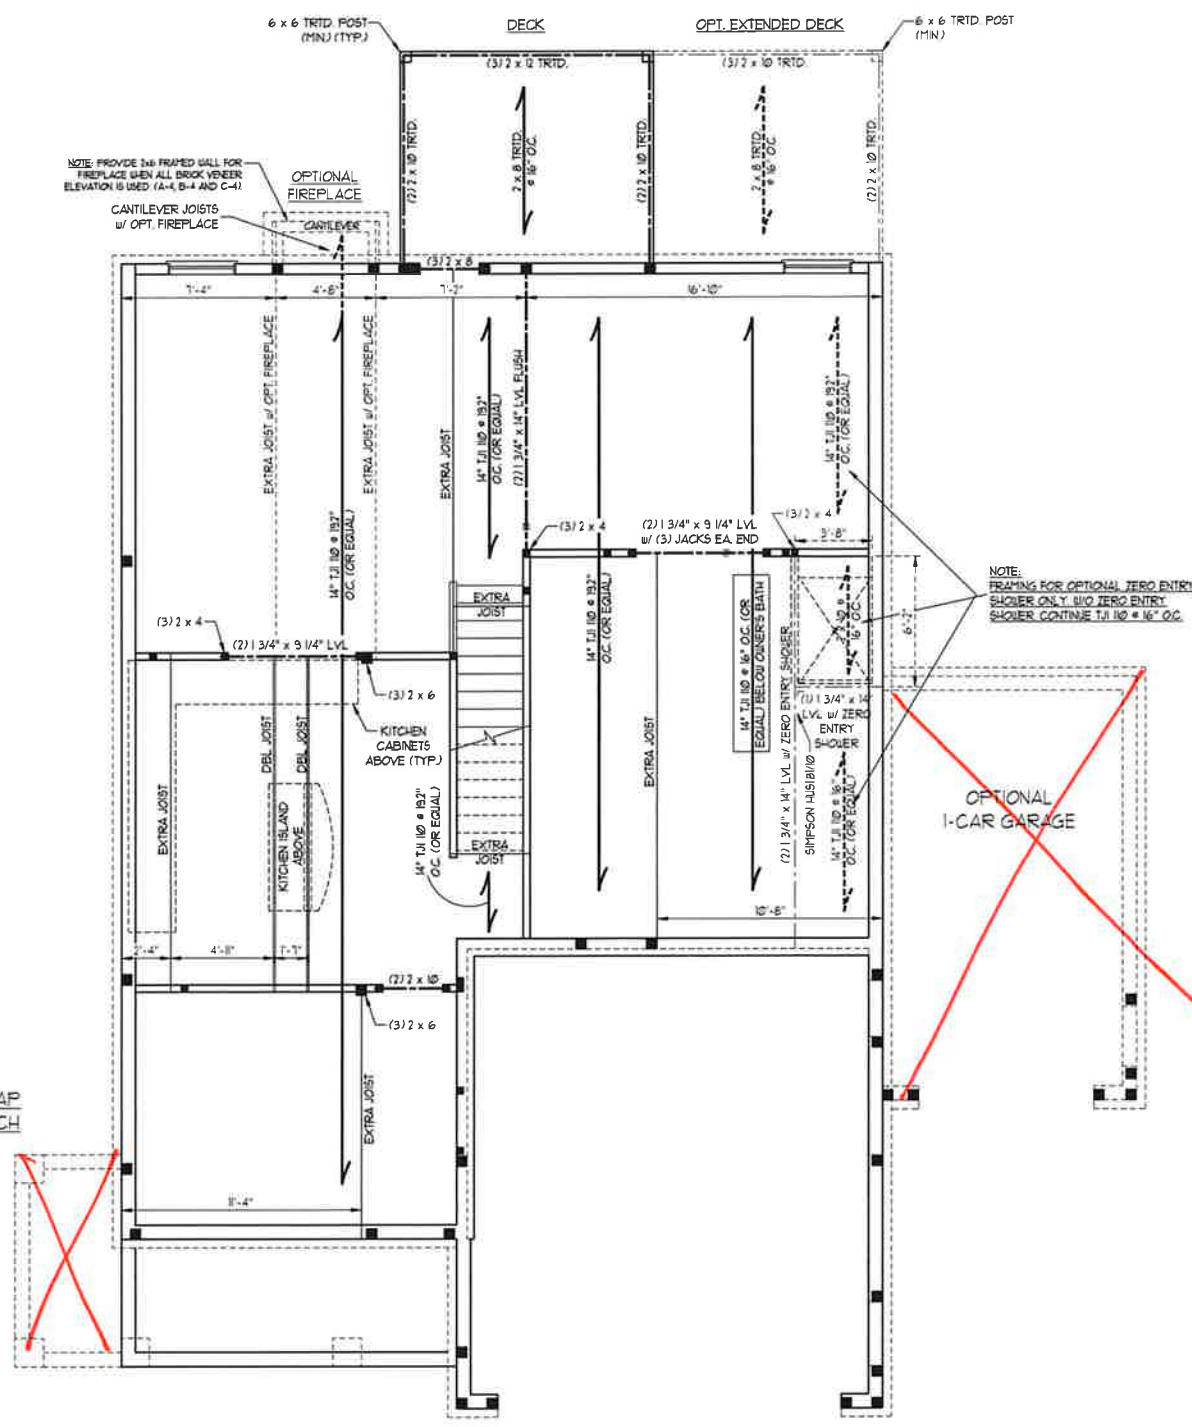 6 x 6 TRTD. POST
(MIN.) (TYP.)
DECK
OPT. EXTENDED DECK
6 x 6 TRTD. POST
(MIN.)
(3) 2 x 12 TRTD.
(3) 2 x 10 TRTD.
(2) 2 x 10 TRTD.
2 x 8 TRTD.
@ 16" O.C.
(2) 2 x 10 TRTD.
2 x 8 TRTD.
@ 16" O.C.
(2) 2 x 10 TRTD.
NOTE: PROVIDE 2x6 FRAMED WALL FOR
FIREPLACE WHEN ALL BRICK VENEER
ELEVATION IS USED. (A-4, B-4 AND C-4)
OPTIONAL
FIREPLACE
CANTILEVER JOISTS
w/ OPT. FIREPLACE
CANTILEVER
(3) 2 x 8
7'-4"
4'-8"
7'-2"
16'-10"
EXTRA JOIST w/ OPT. FIREPLACE
14" TJI 110 @ 19.2"
O.C. (OR EQUAL)
EXTRA JOIST w/ OPT. FIREPLACE
EXTRA JOIST
14" TJI 110 @ 19.2"
O.C. (OR EQUAL)
(2) 1 3/4" x 14" LVL FLUSH
14" TJI 110 @ 16"
O.C. (OR EQUAL)
(3) 2 x 4
(2) 1 3/4" x 9 1/4" LVL
w/ (3) JACKS EA. END
(3) 2 x 4
3'-8"
NOTE:
FRAMING FOR OPTIONAL ZERO ENTRY
SHOWER ONLY. W/O ZERO ENTRY
SHOWER CONTINUE TJI 110 @ 16" O.C.
6'-2"
16" O.C.
EXTRA
JOIST
14" TJI 110 @ 19.2"
O.C. (OR EQUAL)
14" TJI 110 @ 16" O.C. (OR
EQUAL) BELOW OWNER'S BATH
(3) 2 x 4
(2) 1 3/4" x 9 1/4" LVL
(3) 2 x 6
KITCHEN
CABINETS
ABOVE (TYP.)
(1) 1 3/4" x 14"
LVL w/ ZERO
ENTRY
SHOWER
(2) 1 3/4" x 14" LVL w/ ZERO ENTRY SHOWER
SIMPSON HUS1.81/10
14" TJI 110 @ 16"
O.C. (OR EQUAL)
EXTRA JOIST
OPTIONAL
1-CAR GARAGE
EXTRA JOIST
DBL JOIST
DBL JOIST
KITCHEN ISLAND
ABOVE
14" TJI 110 @ 19.2"
O.C. (OR EQUAL)
EXTRA
JOIST
10'-8"
2'-4"
4'-11"
1'-7"
(2) 2 x 10
(3) 2 x 6
EXTRA JOIST
11'-4"